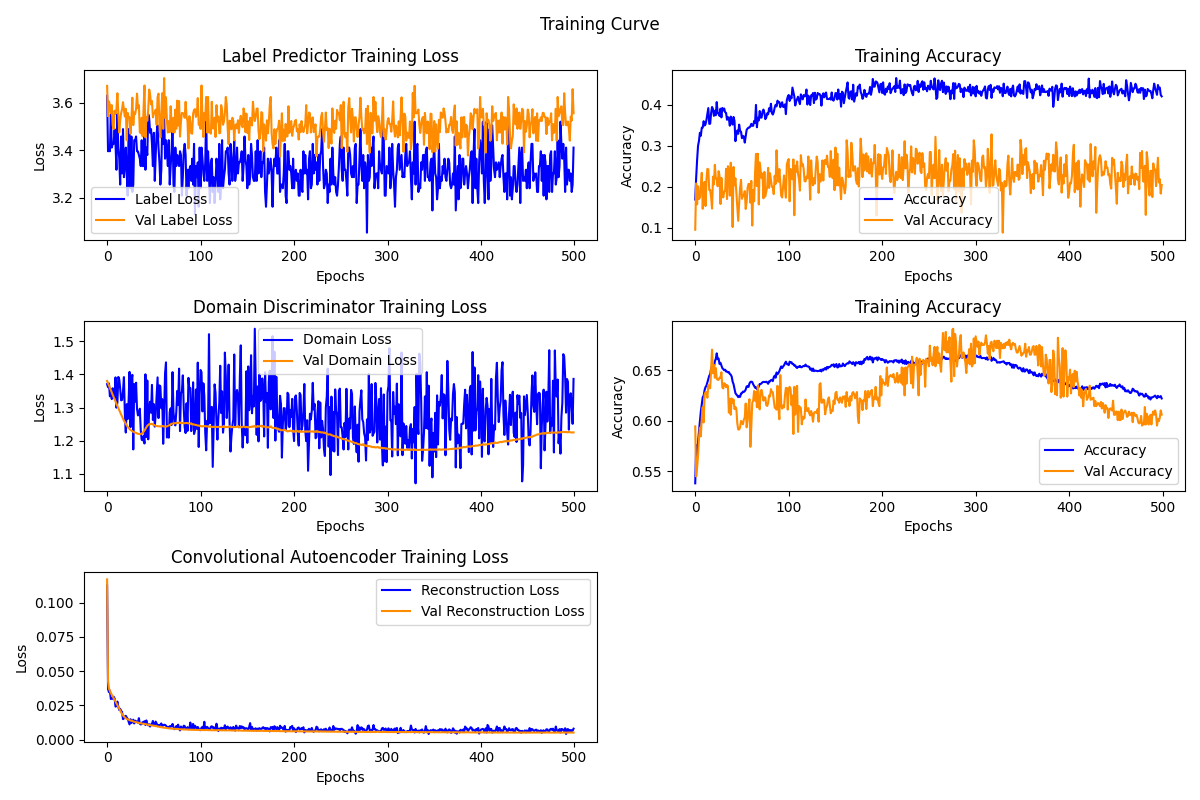 Training Curve
Label Predictor Training Loss
Loss
3.6
3.4
3.2
Label Loss
Val Label Loss
0 100 200 300 400 500
Epochs
Training Accuracy
Accuracy
0.4
0.3
0.2
0.1
Accuracy
Val Accuracy
0 100 200 300 400 500
Epochs
Domain Discriminator Training Loss
Loss
1.5
1.4
1.3
1.2
1.1
Domain Loss
Val Domain Loss
0 100 200 300 400 500
Epochs
Training Accuracy
Accuracy
0.65
0.60
0.55
Accuracy
Val Accuracy
0 100 200 300 400 500
Epochs
Convolutional Autoencoder Training Loss
Loss
0.100
0.075
0.050
0.025
0.000
Reconstruction Loss
Val Reconstruction Loss
0 100 200 300 400 500
Epochs